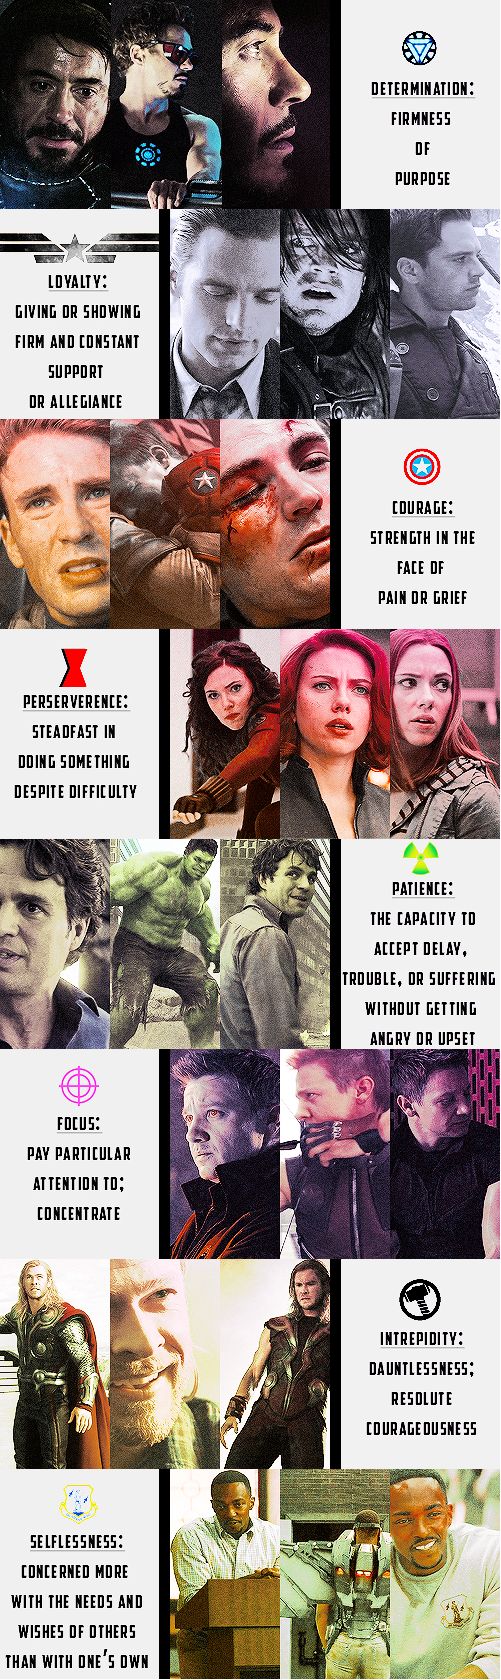 DETERMINATION:
FIRMNESS
OF
PURPOSE
LOYALTY:
GIVING OR SHOWING
FIRM AND CONSTANT
SUPPORT
OR ALLEGIANCE
COURAGE:
STRENGTH IN THE
FACE OF
PAIN OR GRIEF
PERSERVERENCE:
STEADFAST IN
DOING SOMETHING
DESPITE DIFFICULTY
PATIENCE:
THE CAPACITY TO
ACCEPT DELAY,
TROUBLE, OR SUFFERING
WITHOUT GETTING
ANGRY OR UPSET
FOCUS:
PAY PARTICULAR
ATTENTION TO;
CONCENTRATE
INTREPIDITY:
DAUNTLESSNESS;
RESOLUTE
COURAGEOUSNESS
SELFLESSNESS:
CONCERNED MORE
WITH THE NEEDS AND
WISHES OF OTHERS
THAN WITH ONE'S OWN